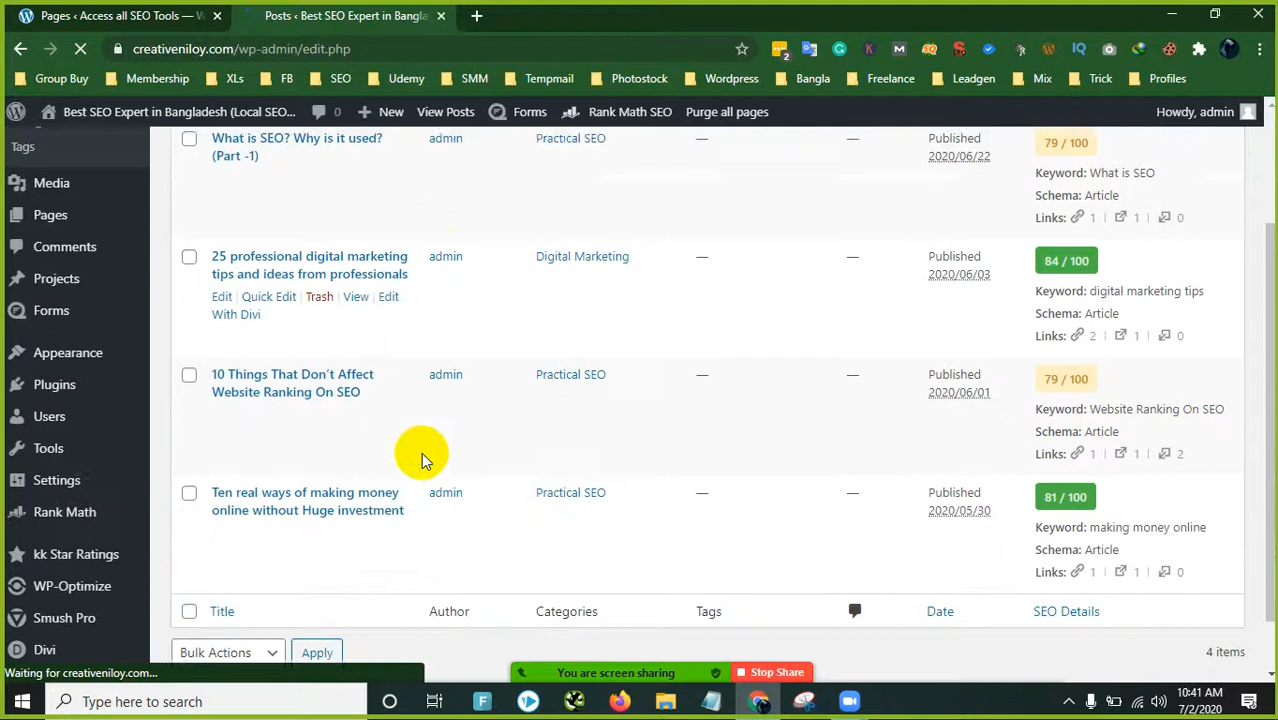 Pages ‹ Access all SEO Tools — W
Posts ‹ Best SEO Expert in Bangla
creativeniloy.com/wp-admin/edit.php
Group Buy
Membership
XLs
FB
SEO
Udemy
SMM
Tempmail
Photostock
Wordpress
Bangla
Freelance
Leadgen
Mix
Trick
Profiles
Best SEO Expert in Bangladesh (Local SEO...
0
New
View Posts
Forms
Rank Math SEO
Purge all pages
Howdy, admin
Tags
Media
Pages
Comments
Projects
Forms
Appearance
Plugins
Users
Tools
Settings
Rank Math
kk Star Ratings
WP-Optimize
Smush Pro
Divi
What is SEO? Why is it used?
(Part -1)
admin
Practical SEO
—
—
Published
2020/06/22
79 / 100
Keyword: What is SEO
Schema: Article
Links: 1 | 1 | 0
25 professional digital marketing
tips and ideas from professionals
Edit | Quick Edit | Trash | View | Edit
With Divi
admin
Digital Marketing
—
—
Published
2020/06/03
84 / 100
Keyword: digital marketing tips
Schema: Article
Links: 2 | 1 | 0
10 Things That Don’t Affect
Website Ranking On SEO
admin
Practical SEO
—
—
Published
2020/06/01
79 / 100
Keyword: Website Ranking On SEO
Schema: Article
Links: 1 | 1 | 2
Ten real ways of making money
online without Huge investment
admin
Practical SEO
—
—
Published
2020/05/30
81 / 100
Keyword: making money online
Schema: Article
Links: 1 | 1 | 0
Title
Author
Categories
Tags
Date
SEO Details
Bulk Actions
Apply
4 items
Waiting for creativeniloy.com...
You are screen sharing
Stop Share
Type here to search
10:41 AM
7/2/2020